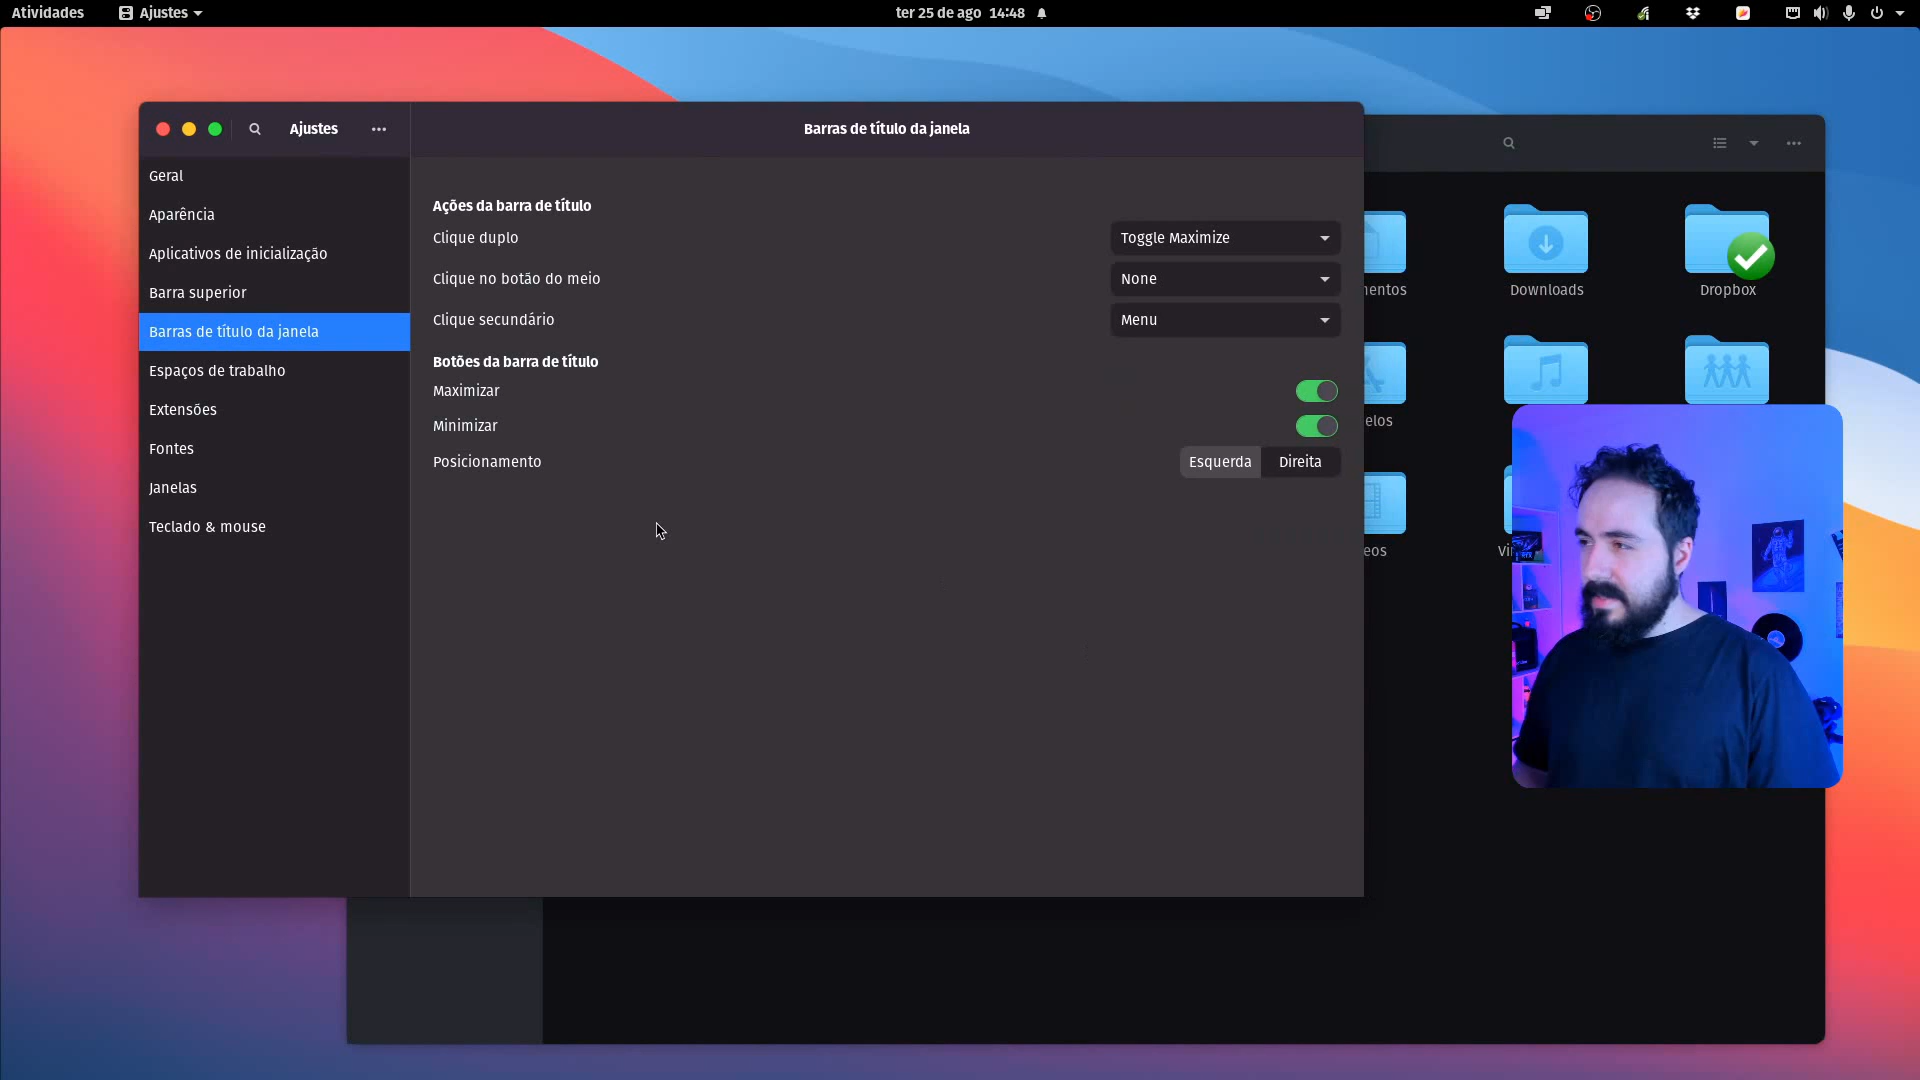 Atividades
Ajustes
ter 25 de ago 14:48
Ajustes
Barras de título da janela
Geral
Aparência
Aplicativos de inicialização
Barra superior
Barras de título da janela
Espaços de trabalho
Extensões
Fontes
Janelas
Teclado & mouse
Ações da barra de título
Clique duplo
Toggle Maximize
Clique no botão do meio
None
Clique secundário
Menu
Botões da barra de título
Maximizar
Minimizar
Posicionamento
Esquerda
Direita
Downloads
Dropbox